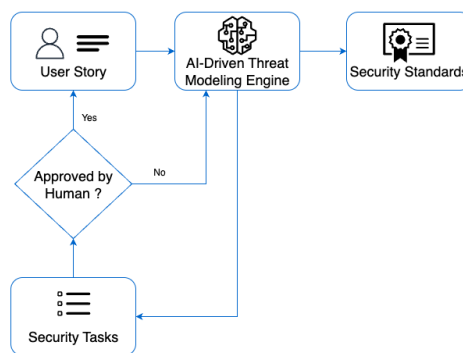 User Story
AI-Driven Threat
Modeling Engine
Security Standards
Yes
Approved by
Human ?
No
Security Tasks